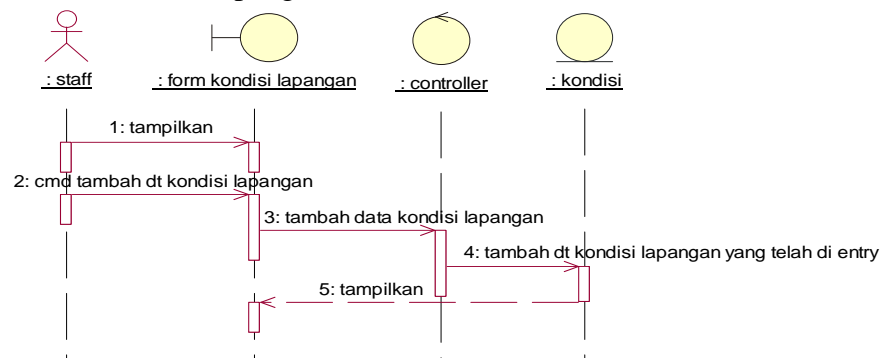 : staff
: form kondisi lapangan
: controller
: kondisi
1: tampilkan
2: cmd tambah dt kondisi lapangan
3: tambah data kondisi lapangan
4: tambah dt kondisi lapangan yang telah di entry
5: tampilkan